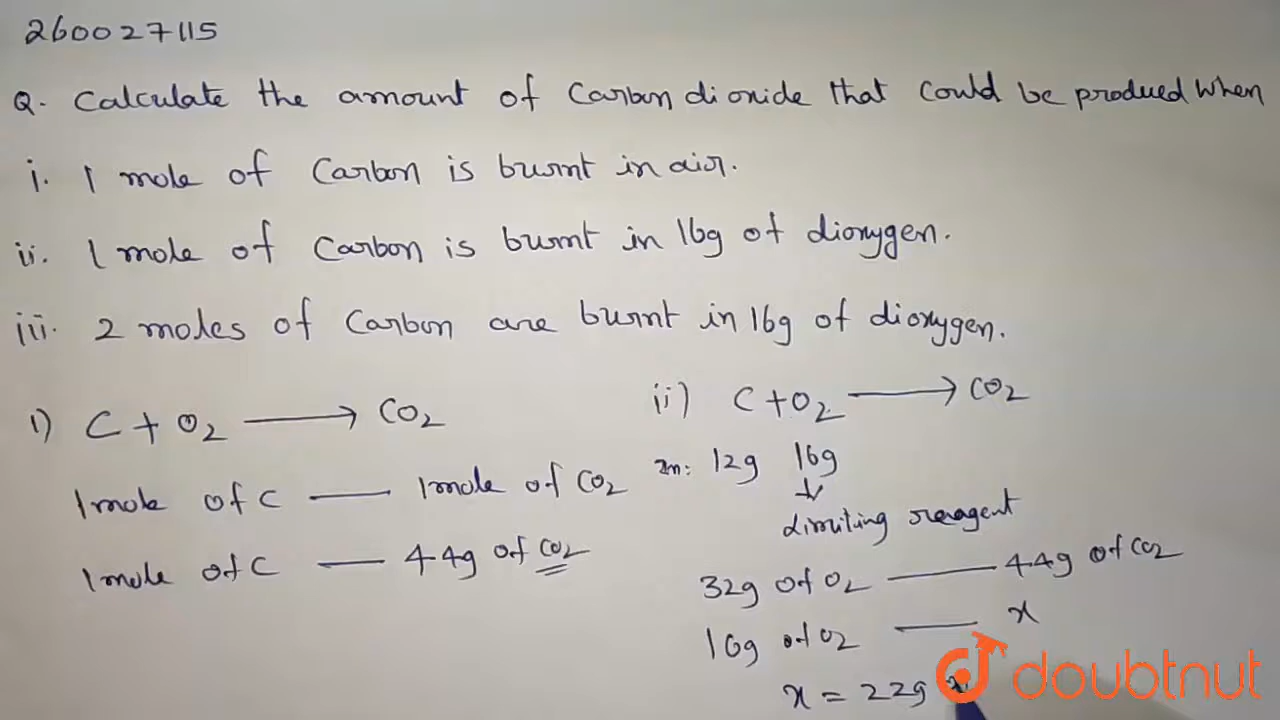 260027115
Q. Calculate the amount of Carbon dioxide that could be produced when
i. 1 mole of Carbon is burnt in air.
ii. 1 mole of Carbon is burnt in 16g of dioxygen.
iii. 2 moles of Carbon are burnt in 16g of dioxygen.
i) C + O2 ⟶ CO2
1 mole of C — 1 mole of CO2
1 mole of C — 44g of CO2
ii) C + O2 ⟶ CO2
12g 16g
↓
Limiting reagent
32g of O2 — 44g of CO2
16g of O2 — x
x = 22g
doubtnut